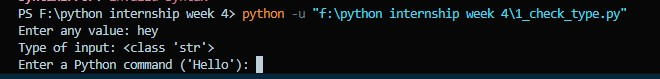 PS F:\python internship week 4> python -u "f:\python internship week 4\1_check_type.py"
Enter any value: hey
Type of input: <class 'str'>
Enter a Python command ('Hello'):